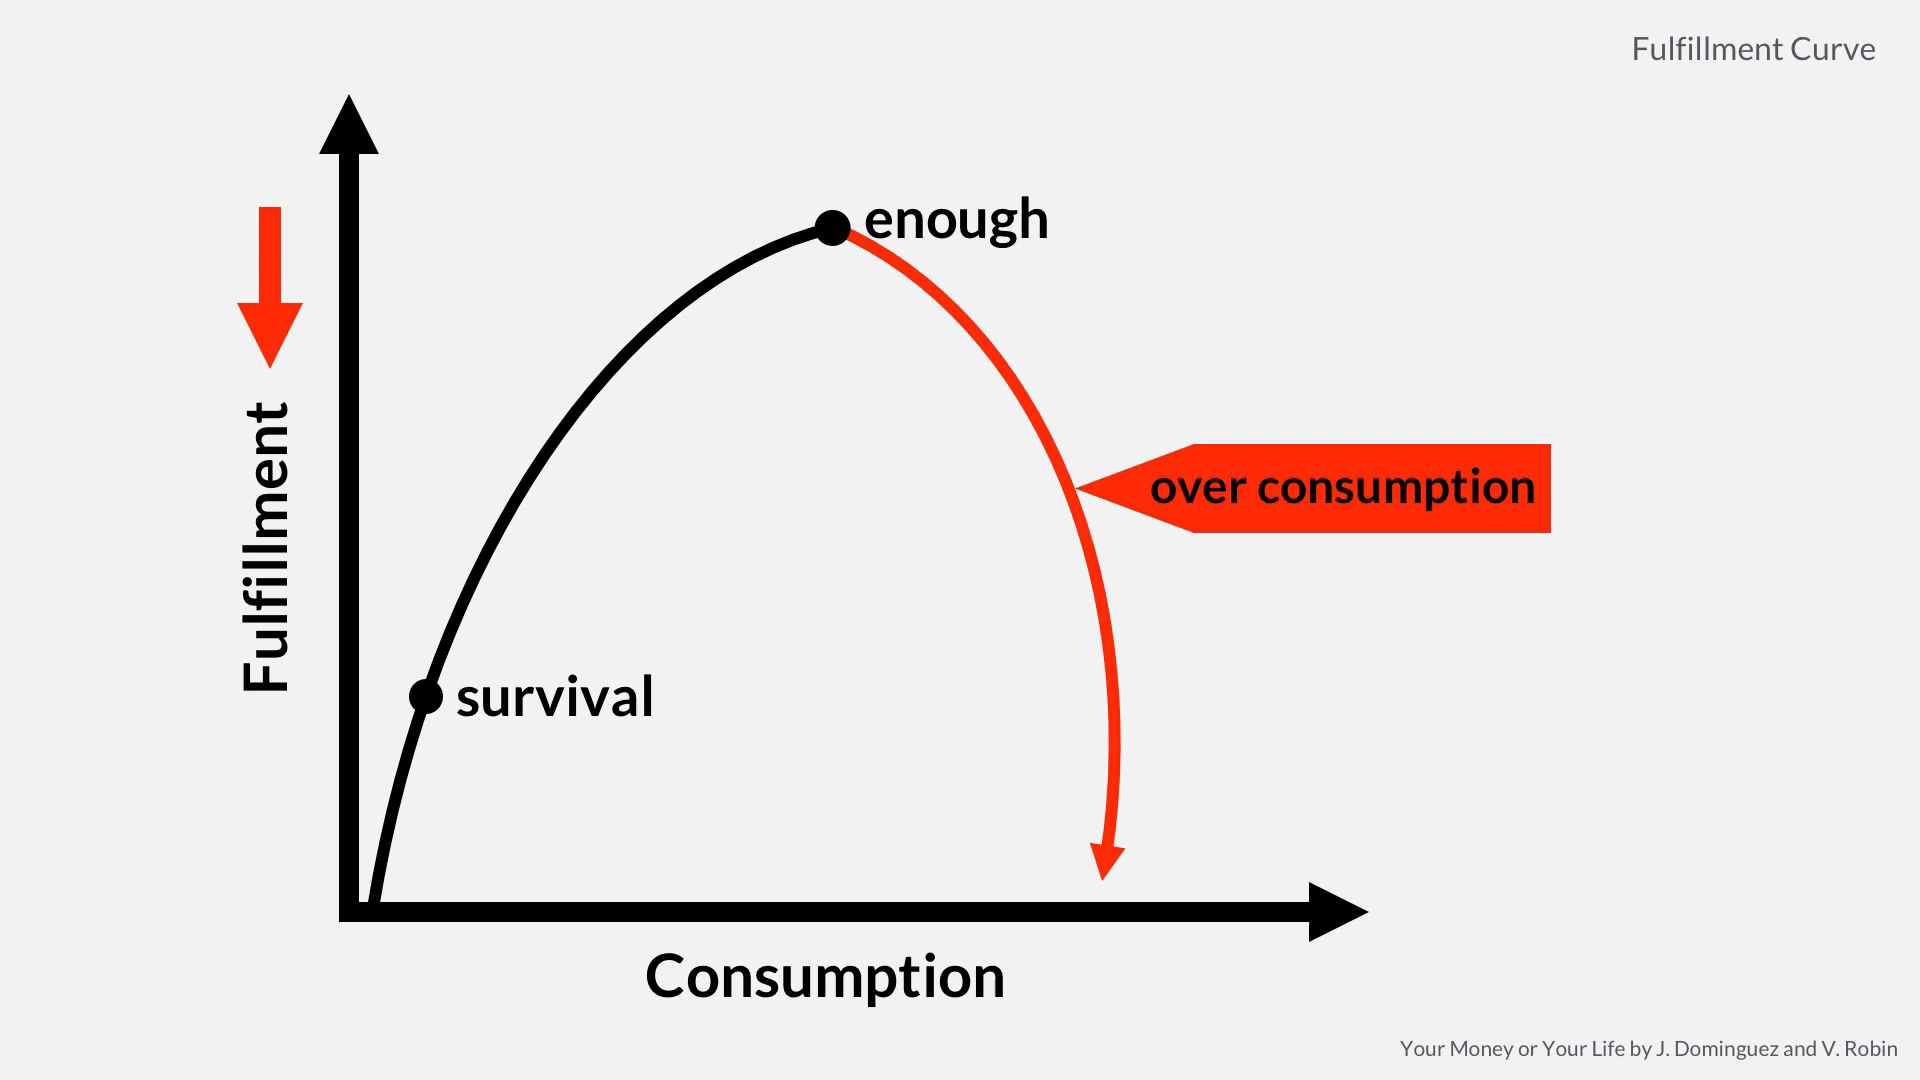 Fulfillment Curve
enough
over consumption
Fulfillment
survival
Consumption
Your Money or Your Life by J. Dominguez and V. Robin